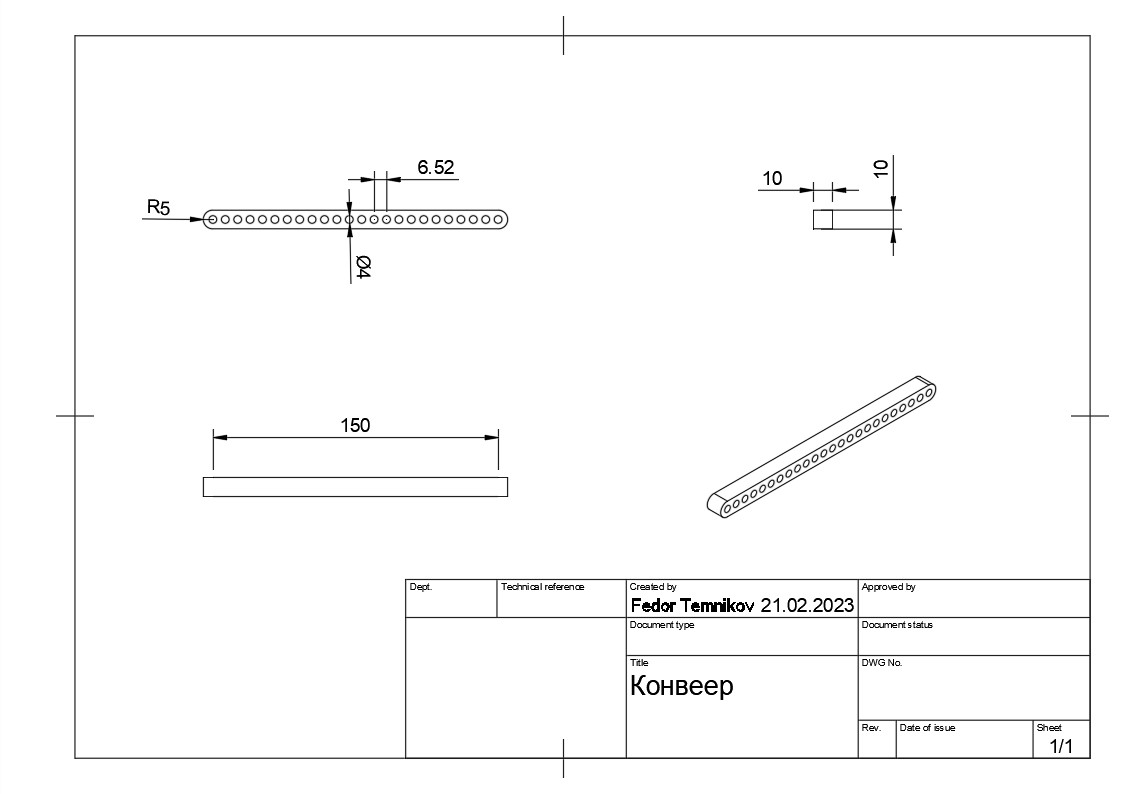 6.52
R5
Ø4
10
10
150
Dept.
Technical reference
Created by
Approved by
Fedor Temnikov 21.02.2023
Document type
Document status
Title
DWG No.
Конвеер
Rev.
Date of issue
Sheet
1/1